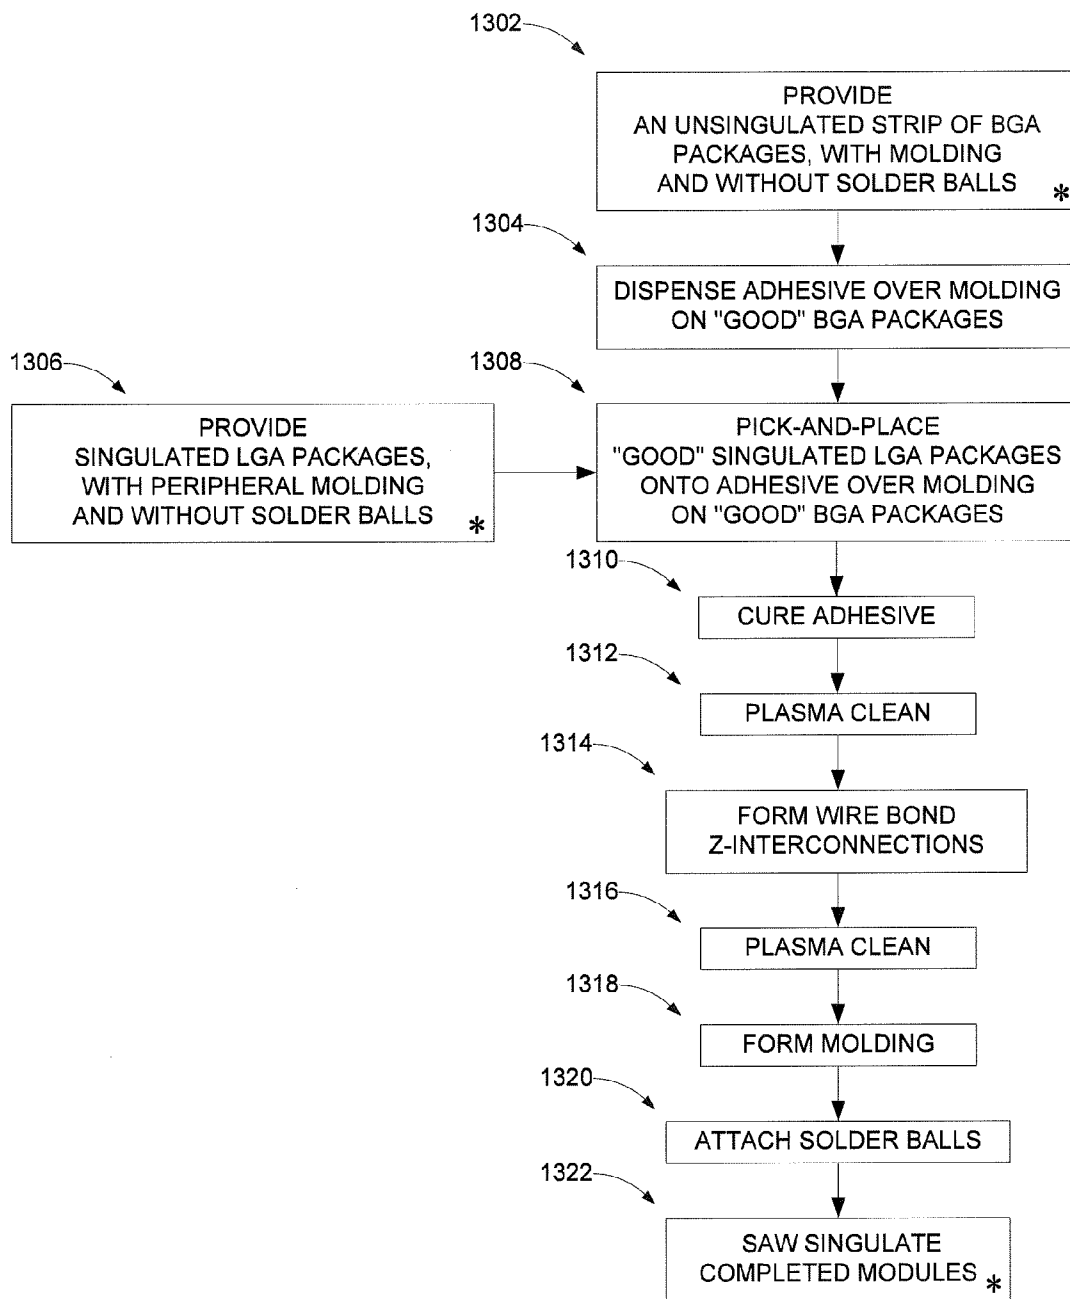 1302
PROVIDE
AN UNSINGULATED STRIP OF BGA
PACKAGES, WITH MOLDING
AND WITHOUT SOLDER BALLS *
1304
DISPENSE ADHESIVE OVER MOLDING
ON "GOOD" BGA PACKAGES
1306
PROVIDE
SINGULATED LGA PACKAGES,
WITH PERIPHERAL MOLDING
AND WITHOUT SOLDER BALLS *
1308
PICK-AND-PLACE
"GOOD" SINGULATED LGA PACKAGES
ONTO ADHESIVE OVER MOLDING
ON "GOOD" BGA PACKAGES
1310
CURE ADHESIVE
1312
PLASMA CLEAN
1314
FORM WIRE BOND
Z-INTERCONNECTIONS
1316
PLASMA CLEAN
1318
FORM MOLDING
1320
ATTACH SOLDER BALLS
1322
SAW SINGULATE
COMPLETED MODULES *